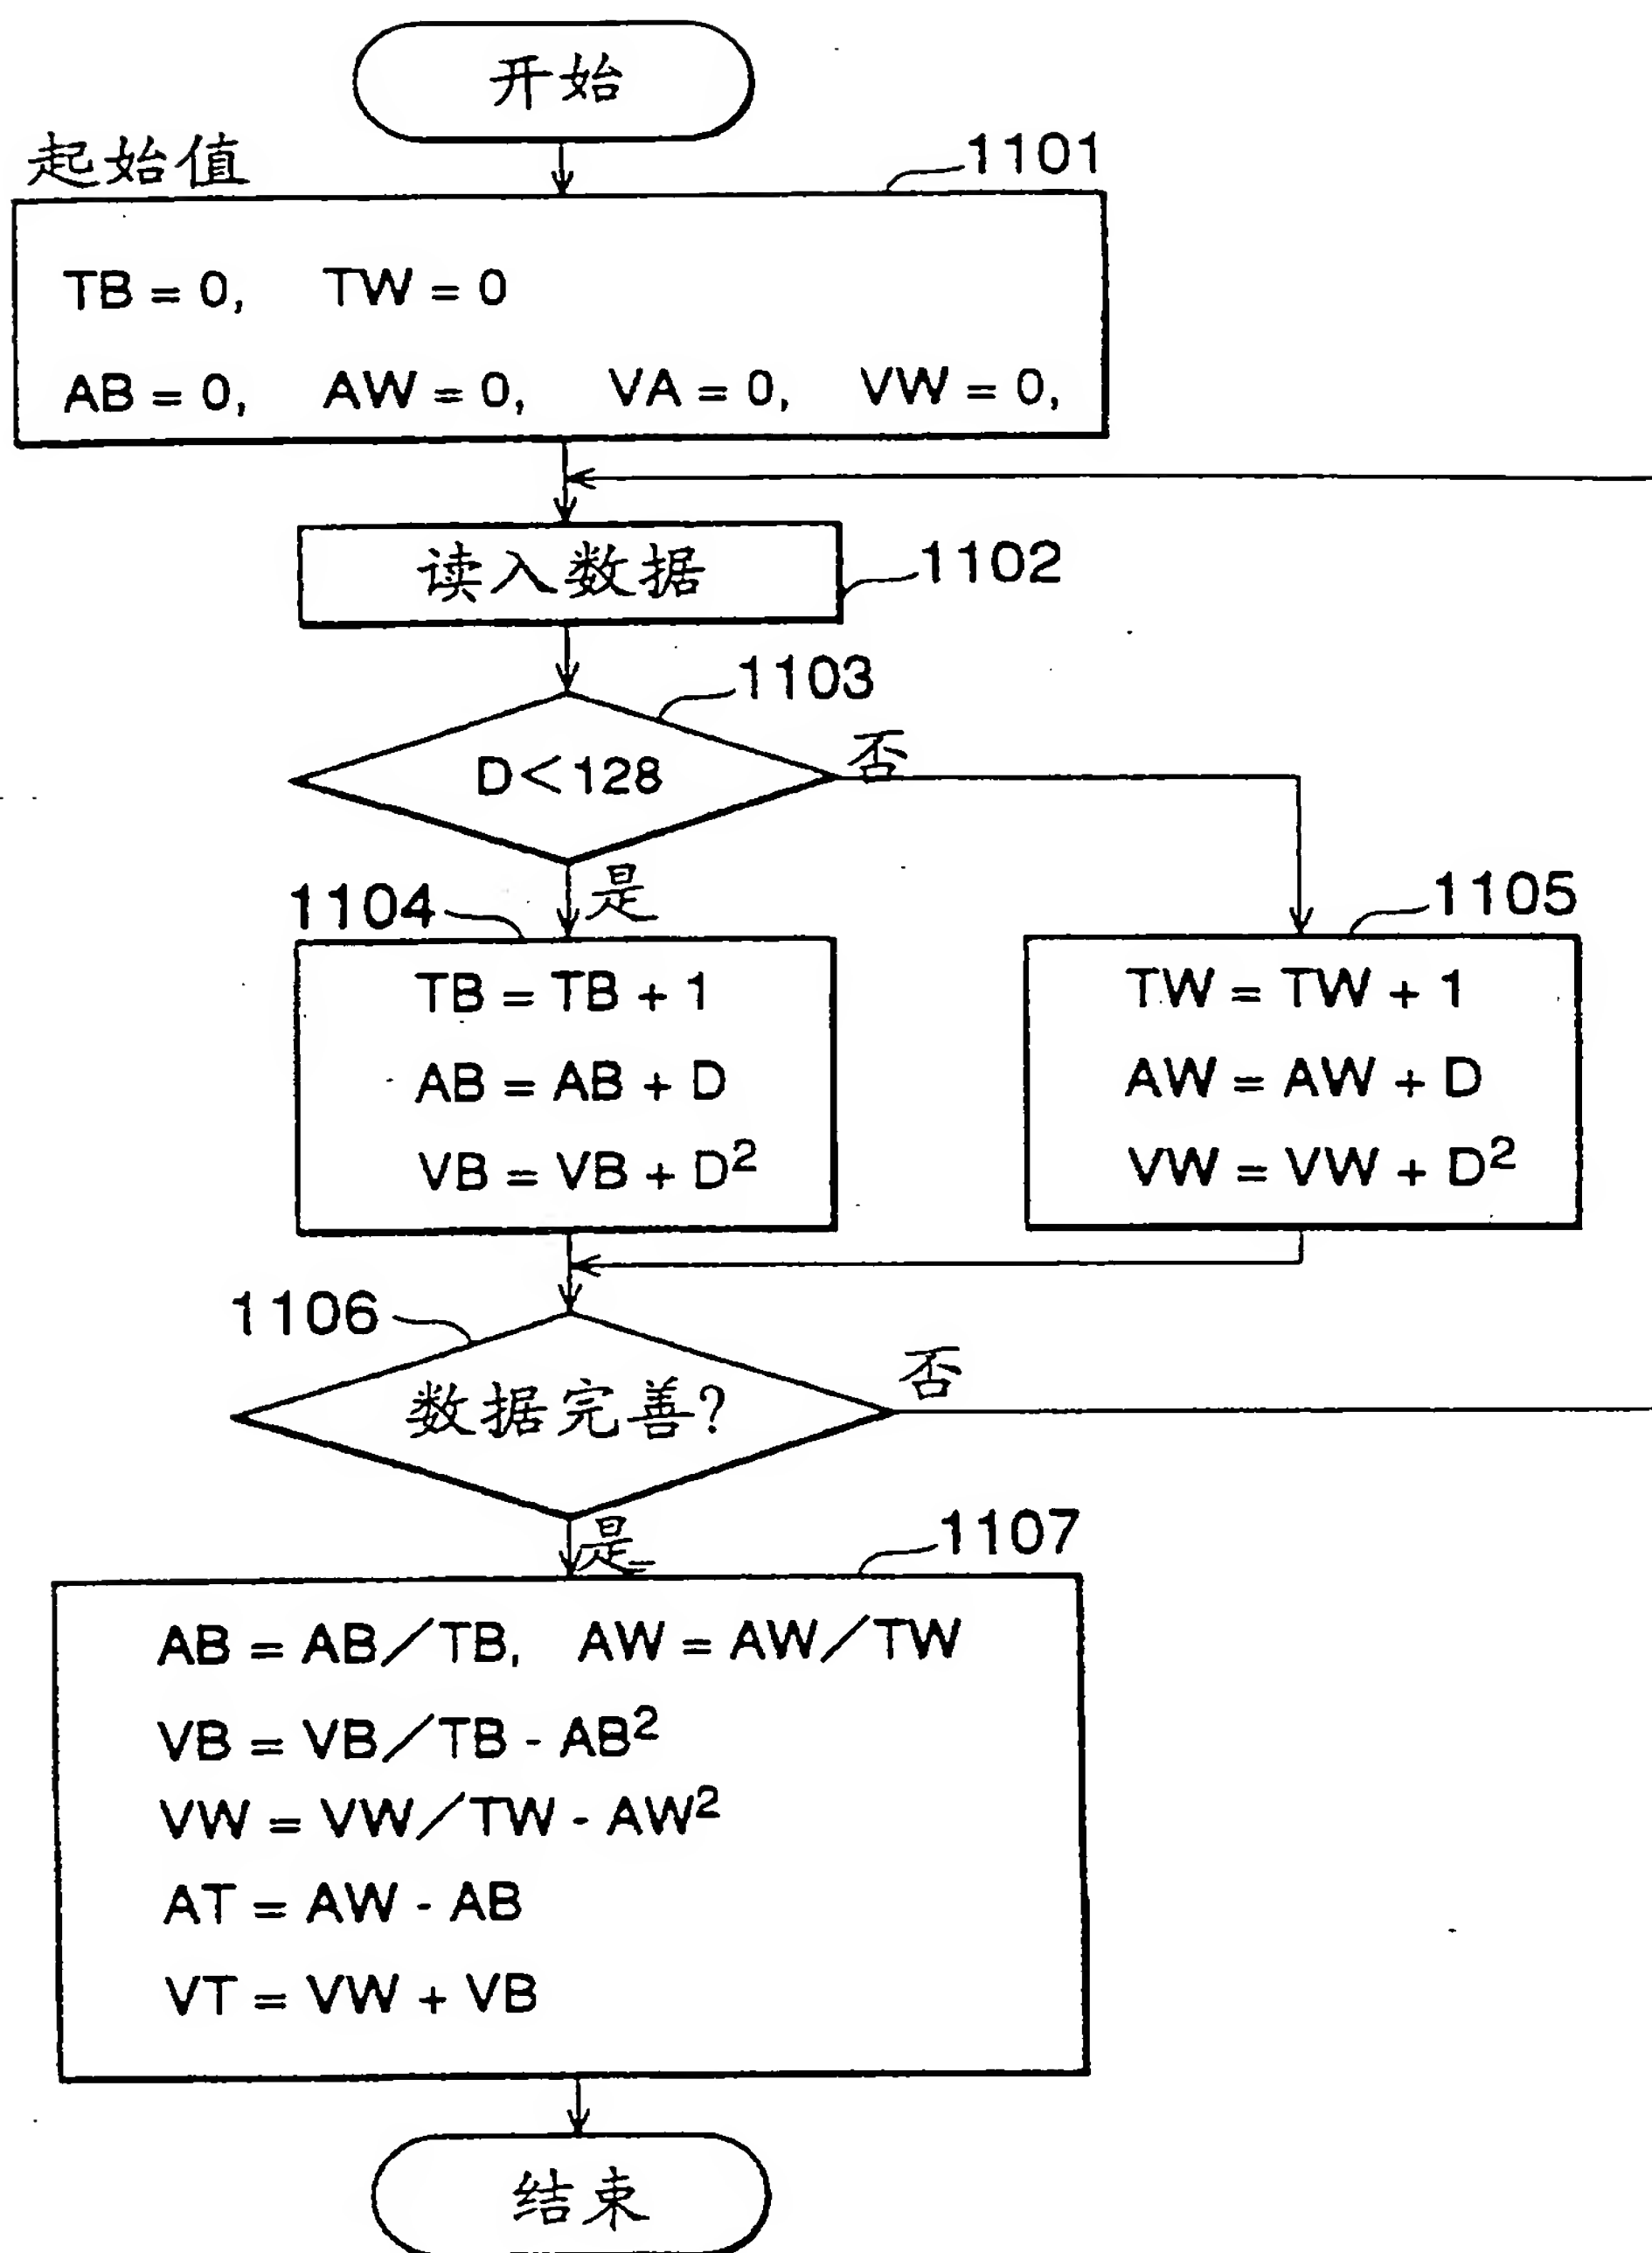 开始
起始值
1101
TB = 0, TW = 0
AB = 0, AW = 0, VA = 0, VW = 0,
读入数据
1102
1103
D<128
否
是
1104
TB = TB + 1
AB = AB + D
VB = VB + D²
1105
TW = TW + 1
AW = AW + D
VW = VW + D²
1106
数据完善?
否
是
1107
AB = AB/TB, AW = AW/TW
VB = VB/TB - AB²
VW = VW/TW - AW²
AT = AW - AB
VT = VW + VB
结束